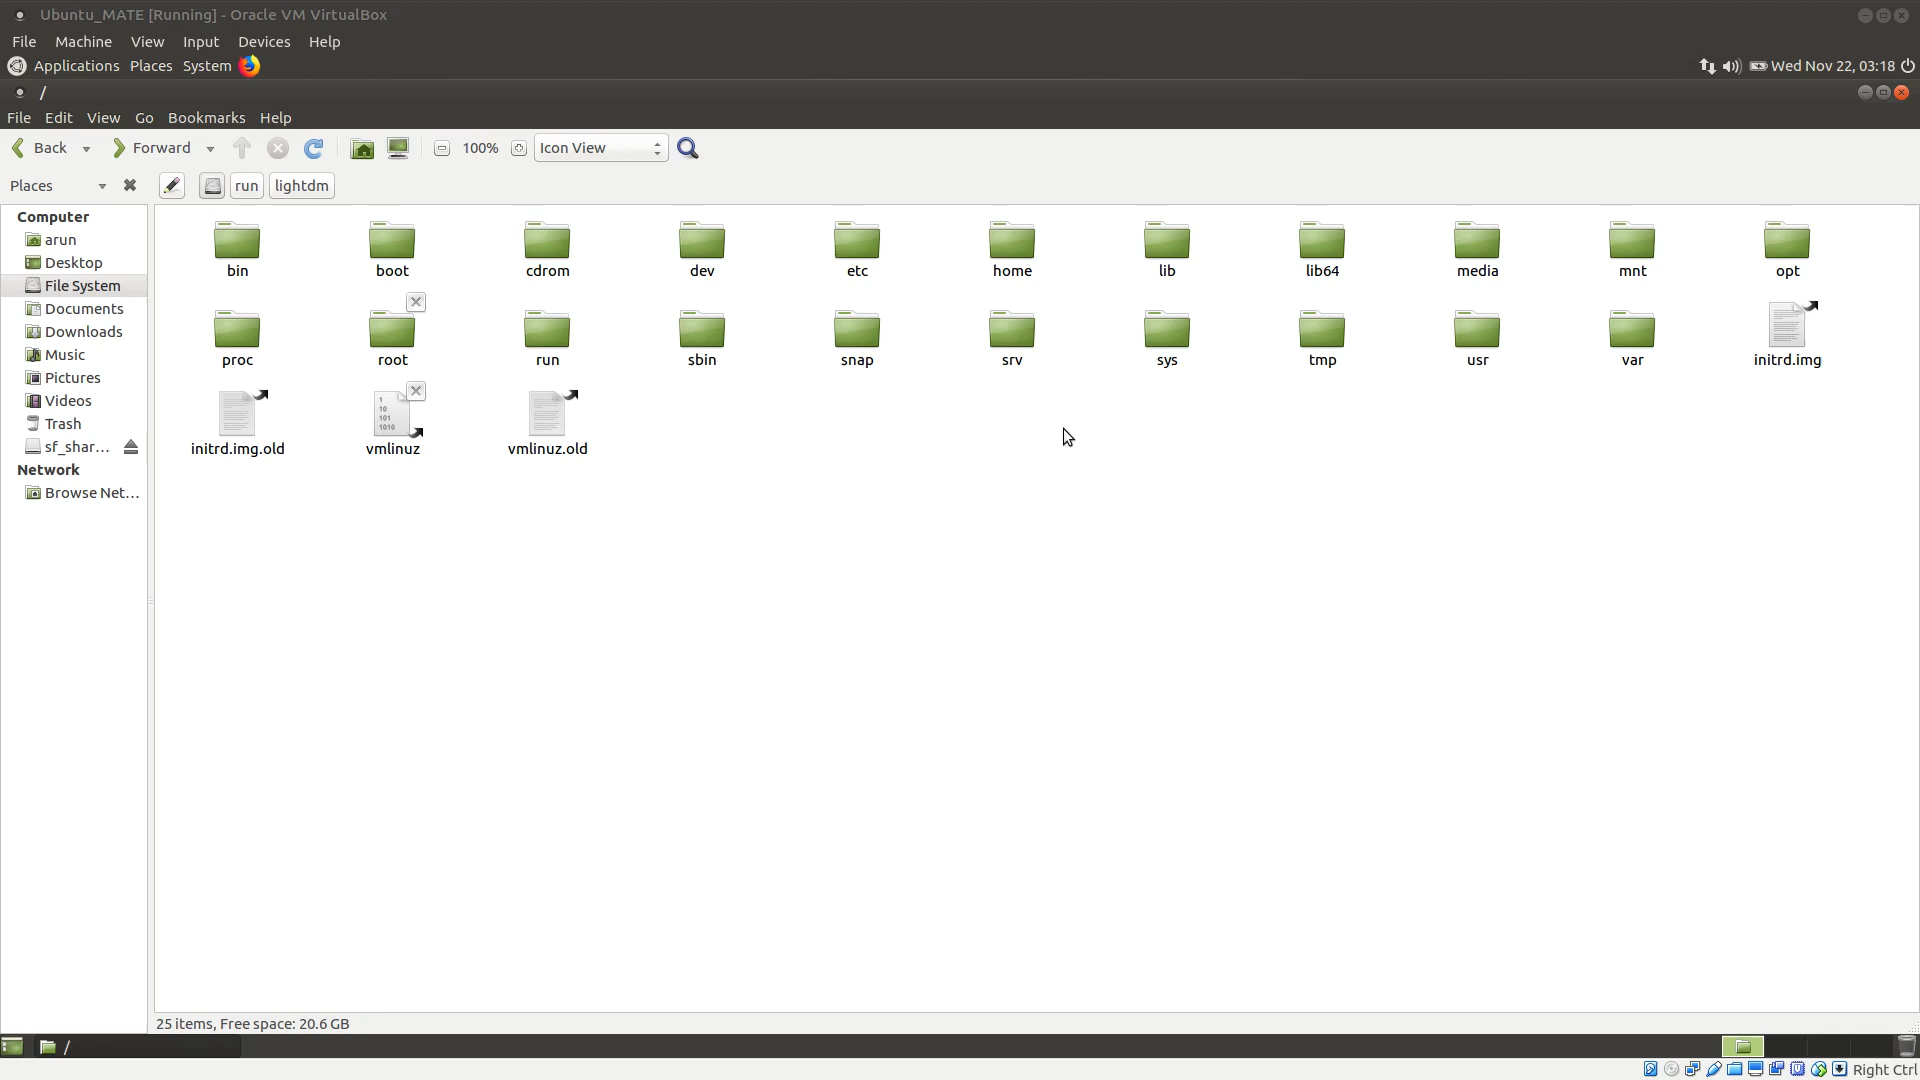 Ubuntu_MATE [Running] - Oracle VM VirtualBox
File Machine View Input Devices Help
Applications Places System Wed Nov 22, 03:18
/
File Edit View Go Bookmarks Help
Back Forward 100% Icon View
Places run lightdm
Computer
arun
Desktop
File System
Documents
Downloads
Music
Pictures
Videos
Trash
sf_shar...
Network
Browse Net...
bin boot cdrom dev etc home lib lib64 media mnt opt
proc root run sbin snap srv sys tmp usr var initrd.img
1
10
101
1010
initrd.img.old vmlinuz vmlinuz.old
25 items, Free space: 20.6 GB
/
Right Ctrl